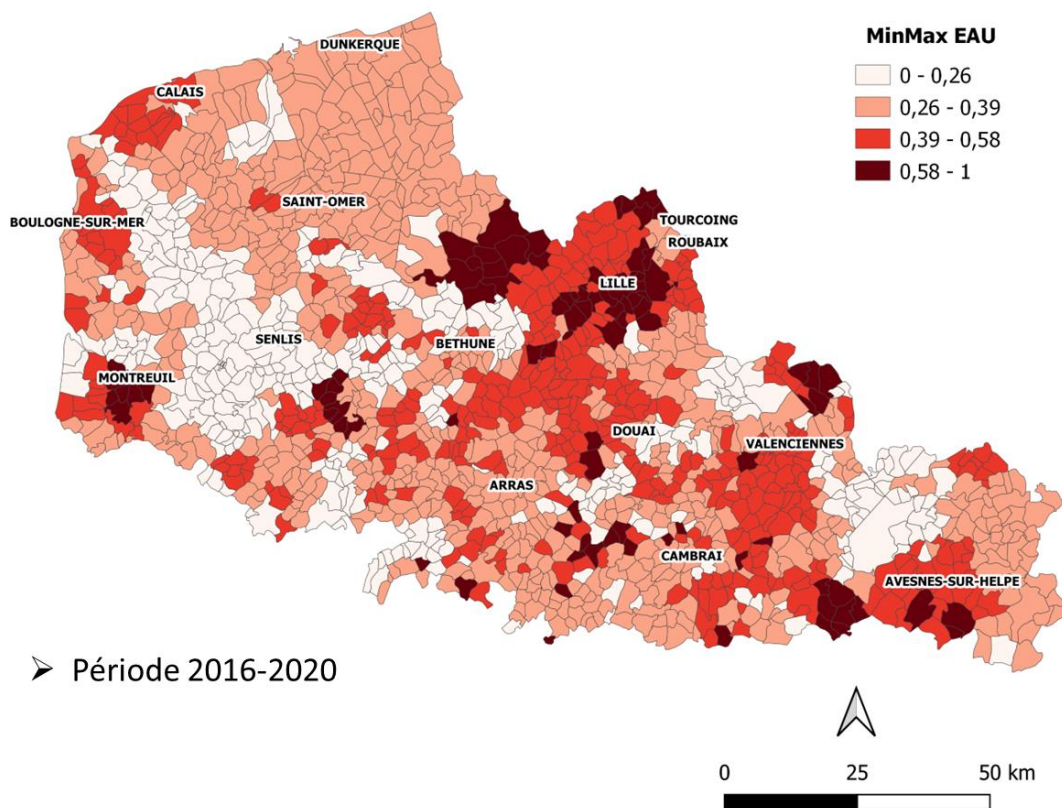 DUNKERQUE
MinMax EAU
0 - 0,26
0,26 - 0,39
0,39 - 0,58
0,58 - 1
CALAIS
SAINT-OMER
BOULOGNE-SUR-MER
TOURCOING
ROUBAIX
LILLE
SENLIS
BETHUNE
MONTREUIL
DOUAI
VALENCIENNES
ARRAS
CAMBRAI
AVESNES-SUR-HELPE
➢ Période 2016-2020
0 25 50 km